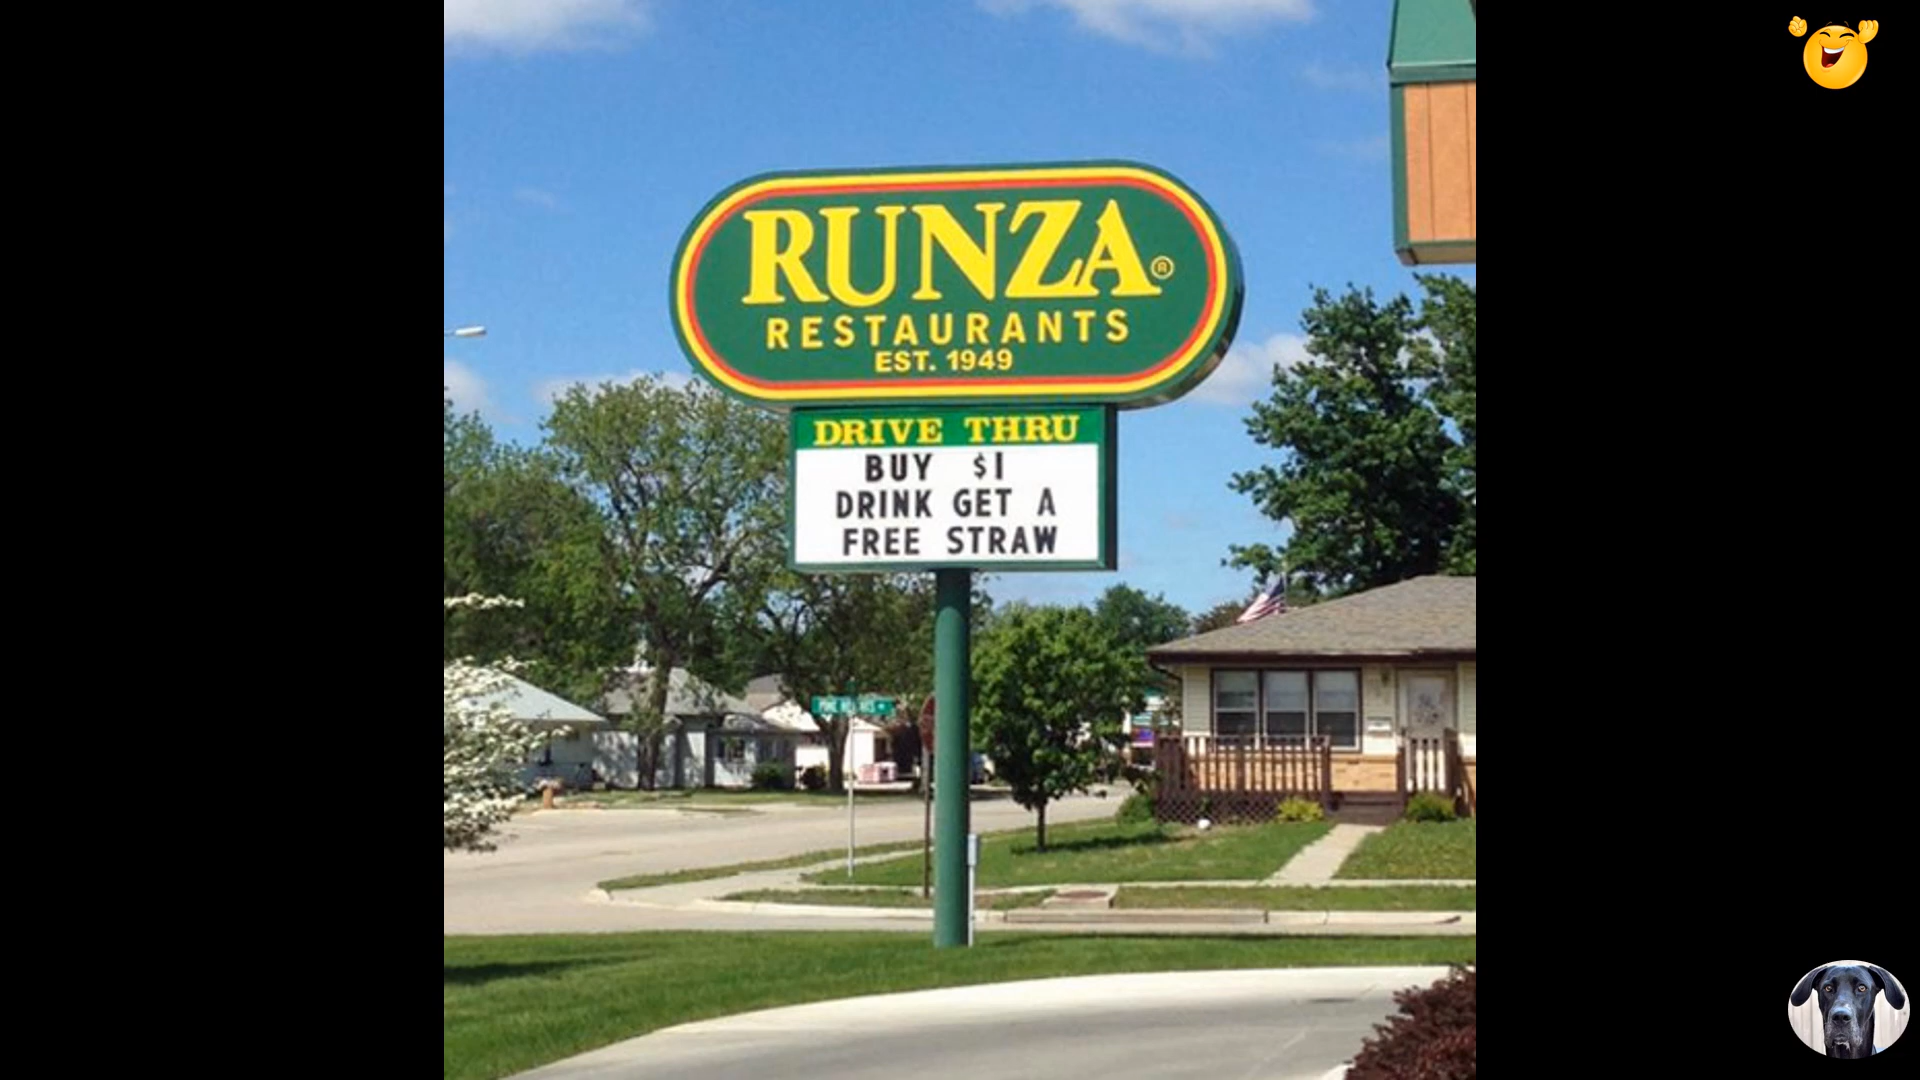 RUNZA®
RESTAURANTS
EST. 1949
DRIVE THRU
BUY $1
DRINK GET A
FREE STRAW